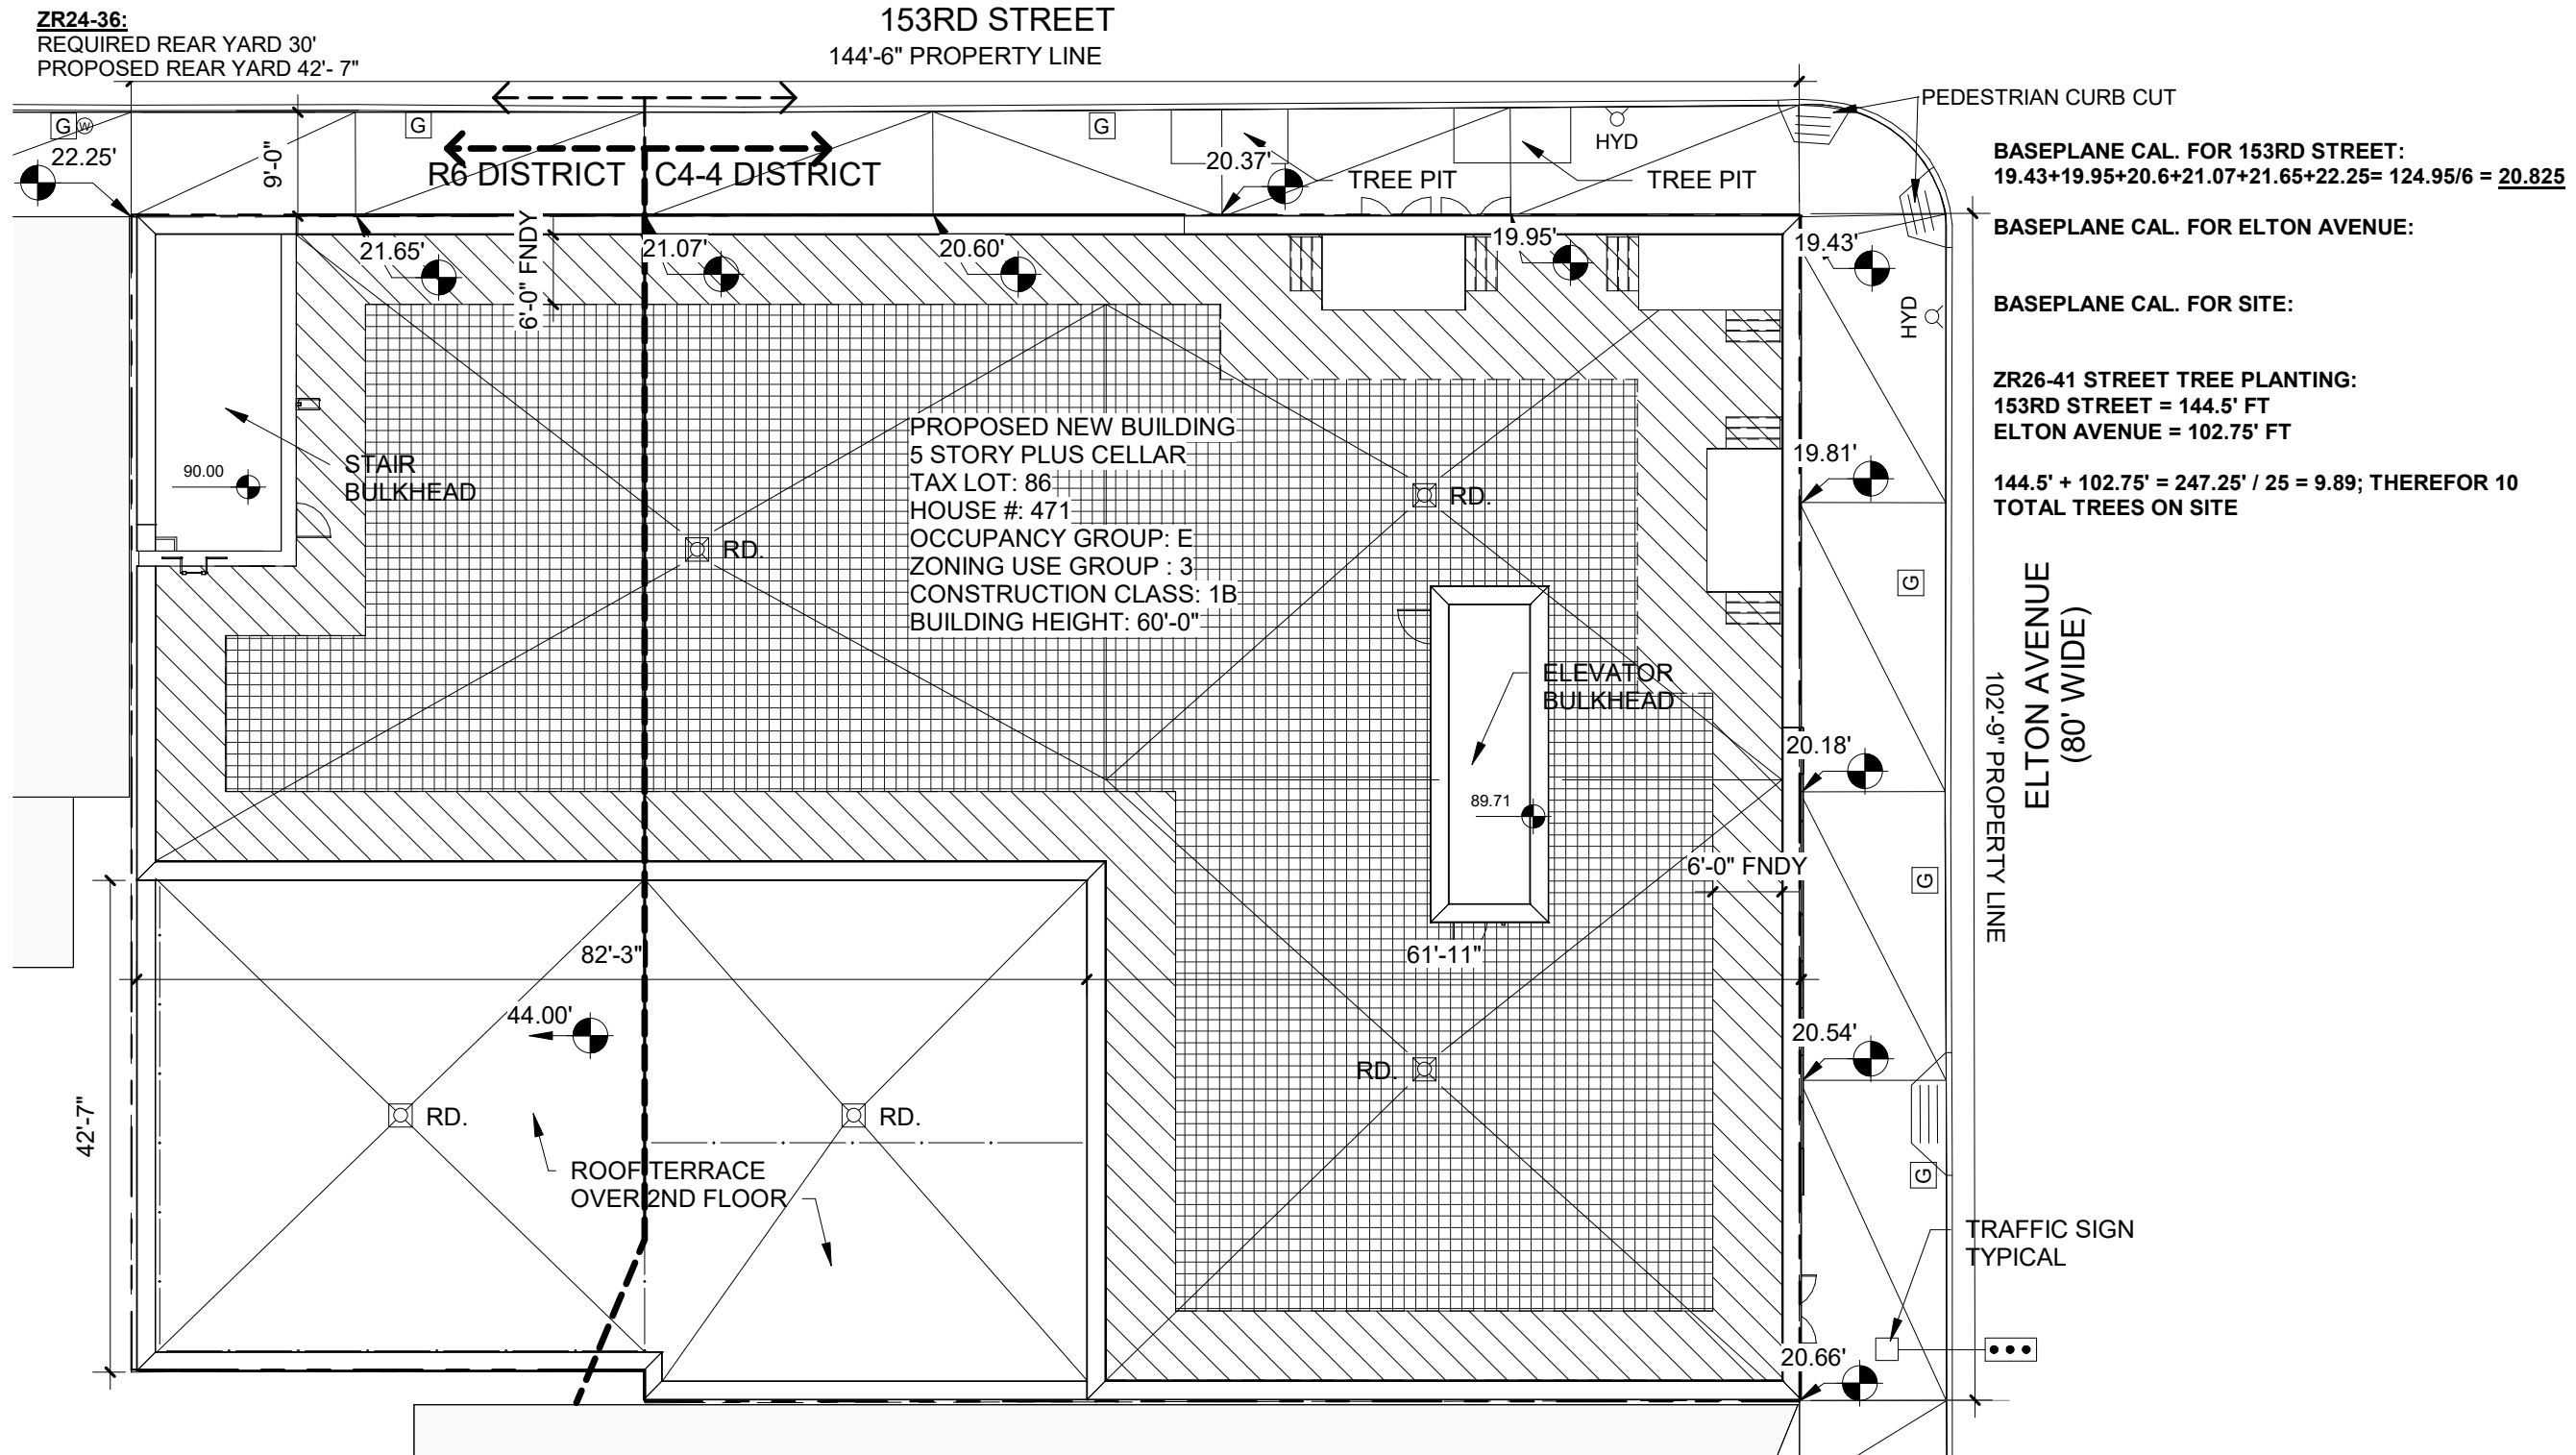 ZR24-36:
REQUIRED REAR YARD 30'
PROPOSED REAR YARD 42'- 7"
153RD STREET
144'-6" PROPERTY LINE
PEDESTRIAN CURB CUT
G
W
G
G
HYD
22.25'
9'-0"
R6 DISTRICT
C4-4 DISTRICT
20.37'
TREE PIT
TREE PIT
BASEPLANE CAL. FOR 153RD STREET:
19.43+19.95+20.6+21.07+21.65+22.25= 124.95/6 = 20.825
BASEPLANE CAL. FOR ELTON AVENUE:
BASEPLANE CAL. FOR SITE:
ZR26-41 STREET TREE PLANTING:
153RD STREET = 144.5' FT
ELTON AVENUE = 102.75' FT
144.5' + 102.75' = 247.25' / 25 = 9.89; THEREFOR 10
TOTAL TREES ON SITE
21.65'
6'-0" FNDY
21.07'
20.60'
19.95'
19.43'
HYD
PROPOSED NEW BUILDING
5 STORY PLUS CELLAR
TAX LOT: 86
HOUSE #: 471
OCCUPANCY GROUP: E
ZONING USE GROUP : 3
CONSTRUCTION CLASS: 1B
BUILDING HEIGHT: 60'-0"
STAIR
BULKHEAD
90.00
RD.
RD.
19.81'
G
ELTON AVENUE
(80' WIDE)
102'-9" PROPERTY LINE
ELEVATOR
BULKHEAD
20.18'
89.71
6'-0" FNDY
G
82'-3"
61'-11"
44.00'
20.54'
RD.
42'-7"
RD.
RD.
ROOF TERRACE
OVER 2ND FLOOR
G
TRAFFIC SIGN
TYPICAL
20.66'